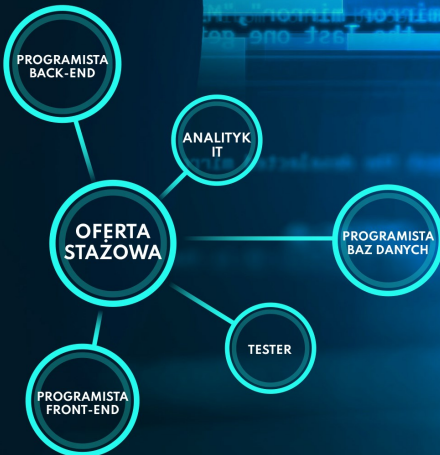 PROGRAMISTA
BACK-END
ANALITYK
IT
OFERTA
STAŻOWA
PROGRAMISTA
BAZ DANYCH
TESTER
PROGRAMISTA
FRONT-END